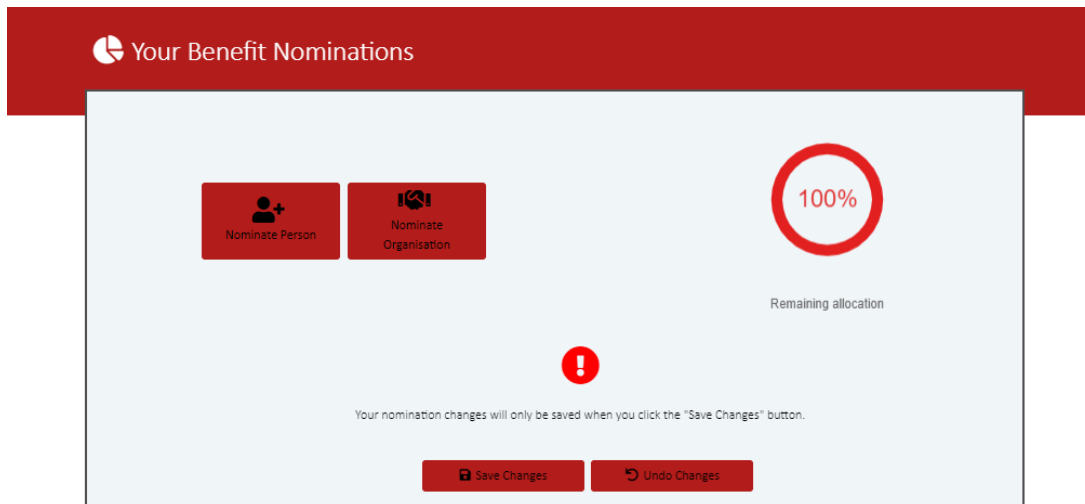 Your Benefit Nominations
100%
Nominate Person
Nominate
Organisation
Remaining allocation
Your nomination changes will only be saved when you click the "Save Changes" button.
Save Changes
Undo Changes